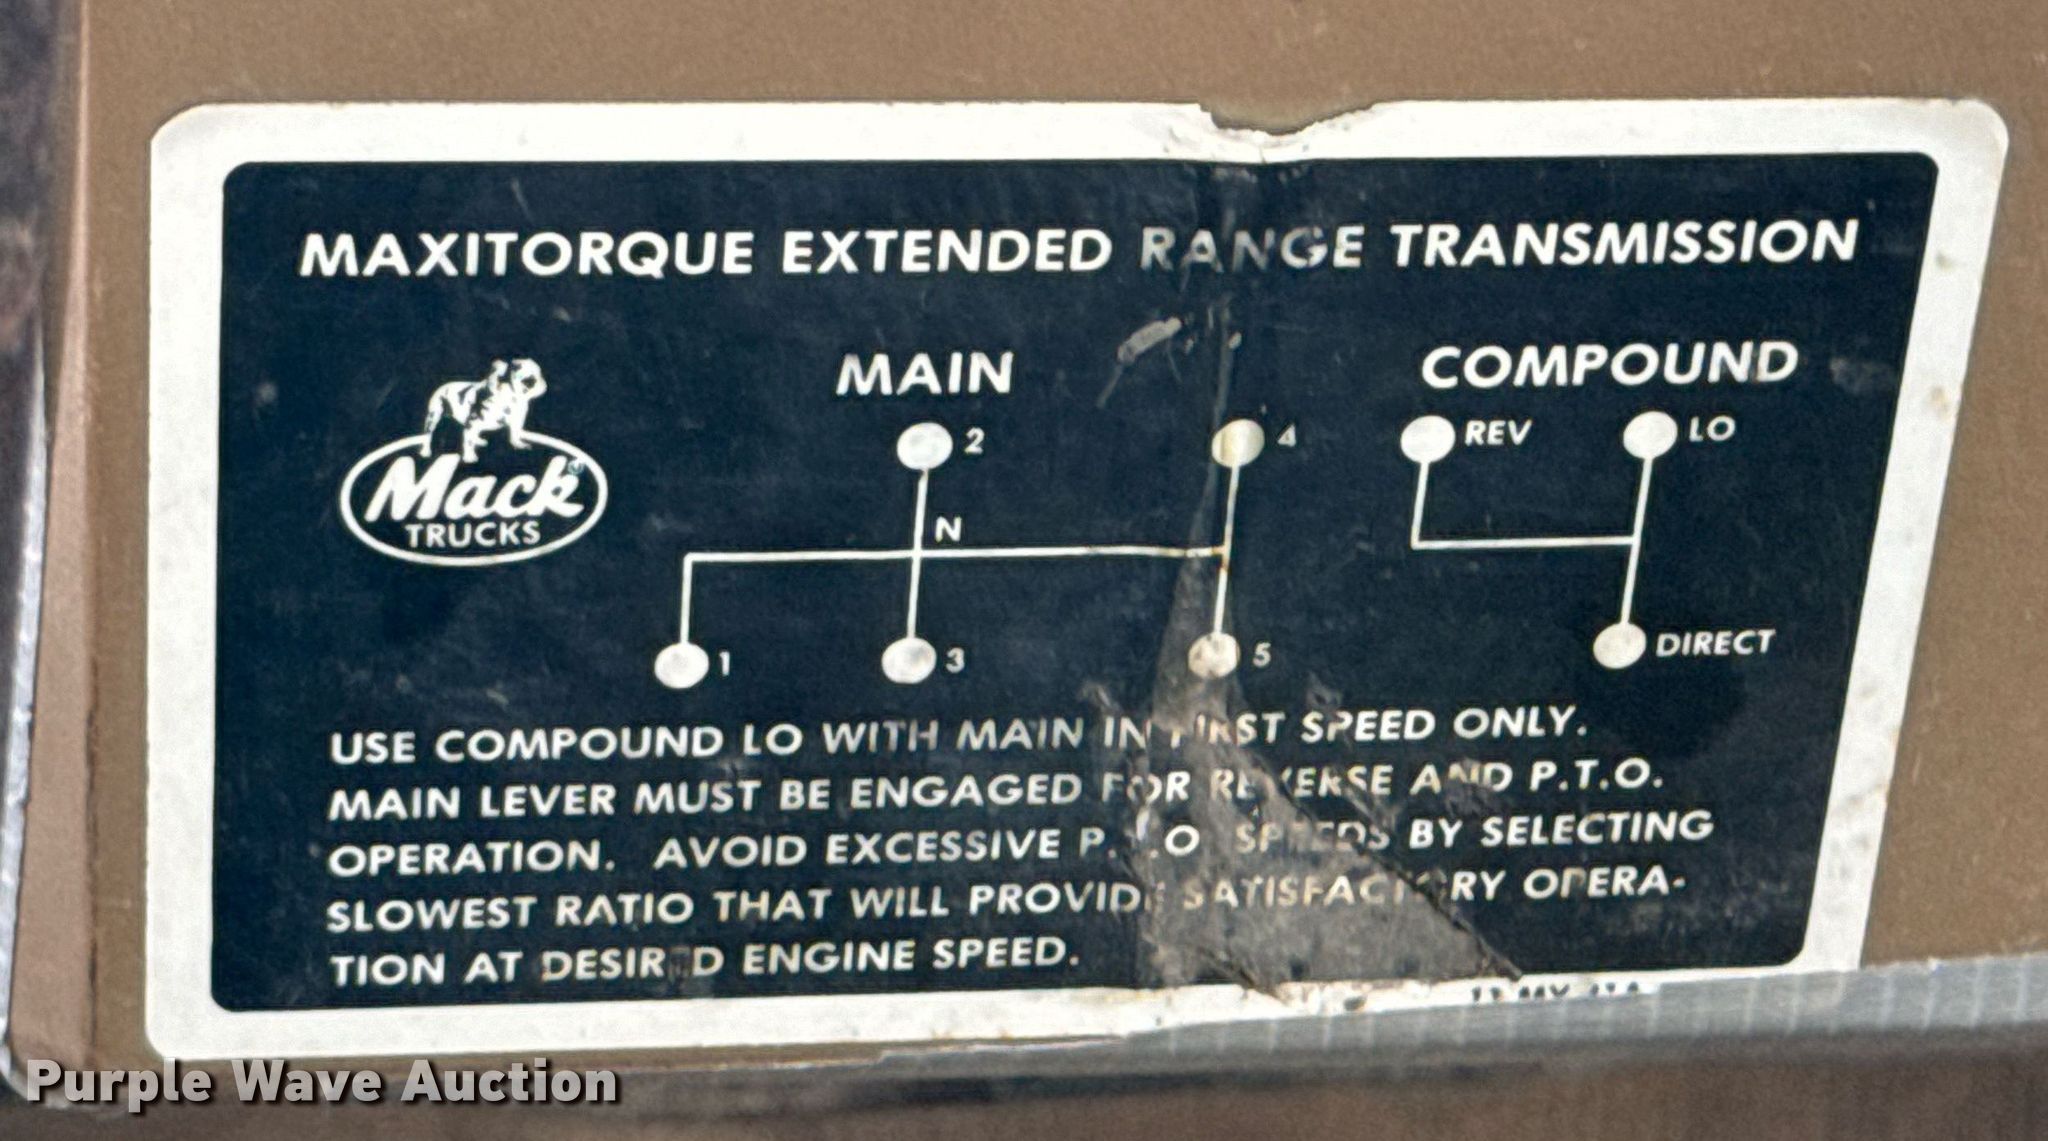 MAXITORQUE EXTENDED RANGE TRANSMISSION
MAIN
COMPOUND
2
4
REV
LO
N
Mack®
TRUCKS
1
3
5
DIRECT
USE COMPOUND LO WITH MAIN IN FIRST SPEED ONLY.
MAIN LEVER MUST BE ENGAGED FOR REVERSE AND P.T.O.
OPERATION. AVOID EXCESSIVE P.T.O. SPEEDS BY SELECTING
SLOWEST RATIO THAT WILL PROVIDE SATISFACTORY OPERA-
TION AT DESIRED ENGINE SPEED.
Purple Wave Auction